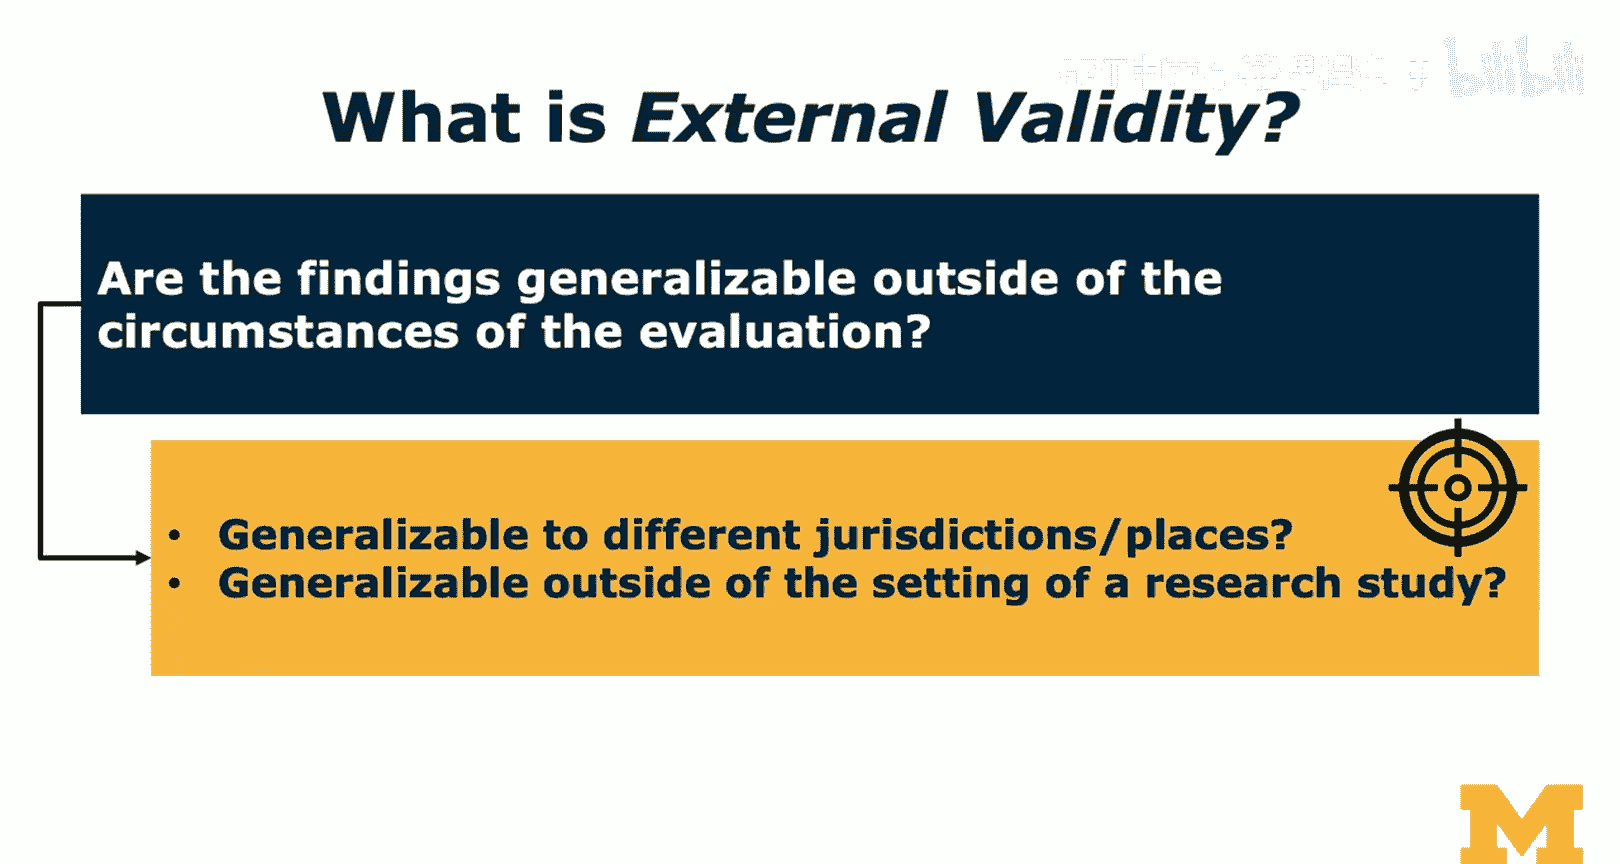 bilibili
What is External Validity?
Are the findings generalizable outside of the
circumstances of the evaluation?
• Generalizable to different jurisdictions/places?
• Generalizable outside of the setting of a research study?
M